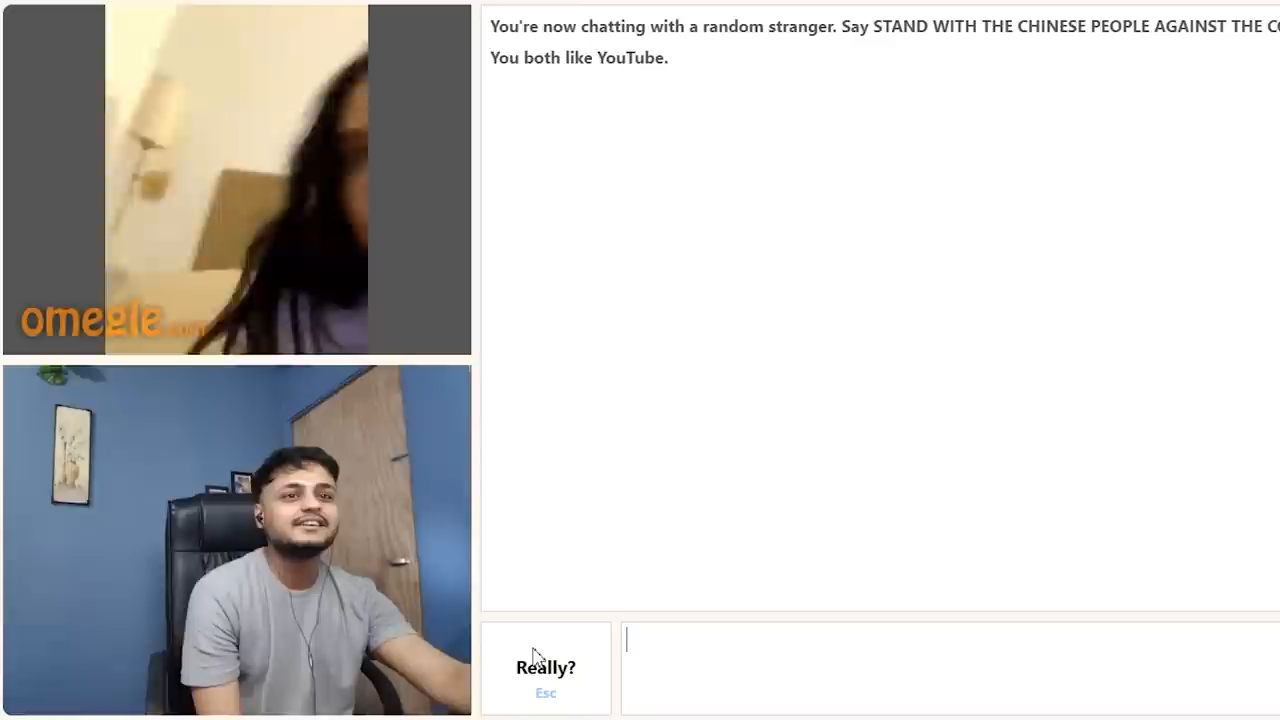 You're now chatting with a random stranger. Say STAND WITH THE CHINESE PEOPLE AGAINST THE
You both like YouTube.
omegle.com
Really?
Esc